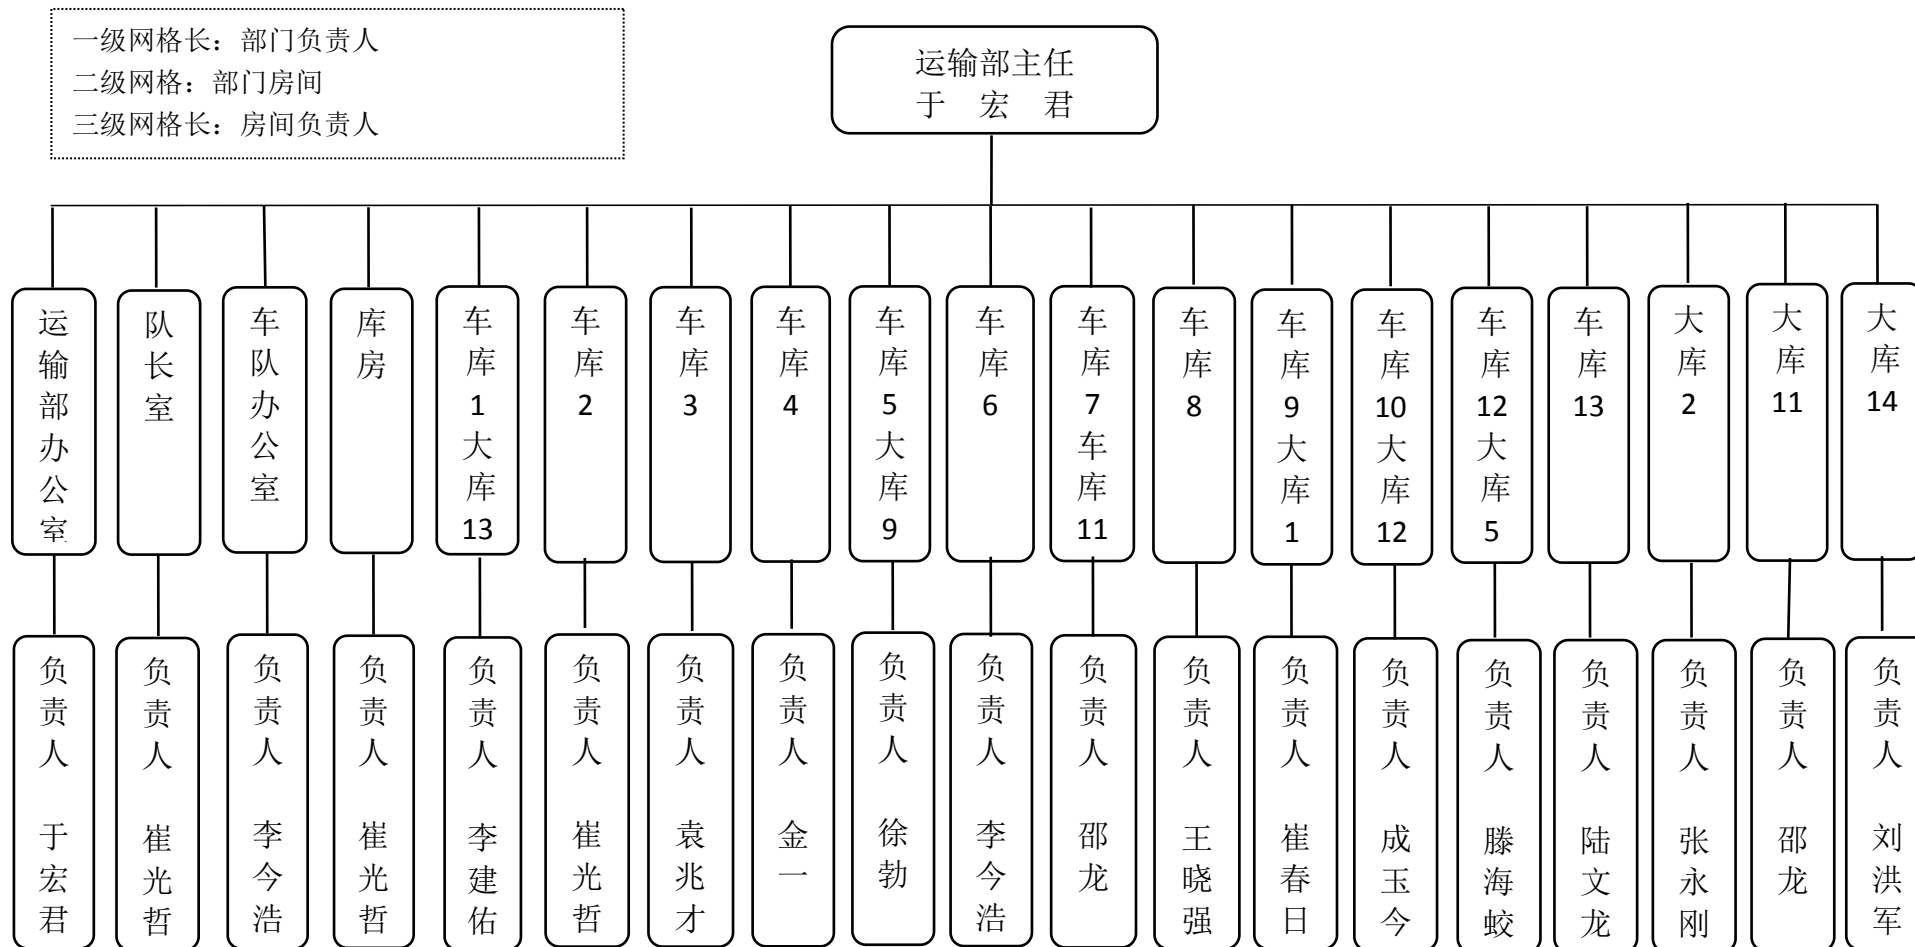 一级网格长：部门负责人
二级网格：部门房间
三级网格长：房间负责人
运输部主任
于 宏 君
运输部办公室
队长室
车队办公室
库房
车库1大库13
车库2
车库3
车库4
车库5大库9
车库6
车库7车库11
车库8
车库9大库1
车库10大库12
车库12大库5
车库13
大库2
大库11
大库14
负责人 于宏君
负责人 崔光哲
负责人 李今浩
负责人 崔光哲
负责人 李建佑
负责人 崔光哲
负责人 袁兆才
负责人 金一
负责人 徐勃
负责人 李今浩
负责人 邵龙
负责人 王晓强
负责人 崔春日
负责人 成玉今
负责人 滕海蛟
负责人 陆文龙
负责人 张永刚
负责人 邵龙
负责人 刘洪军